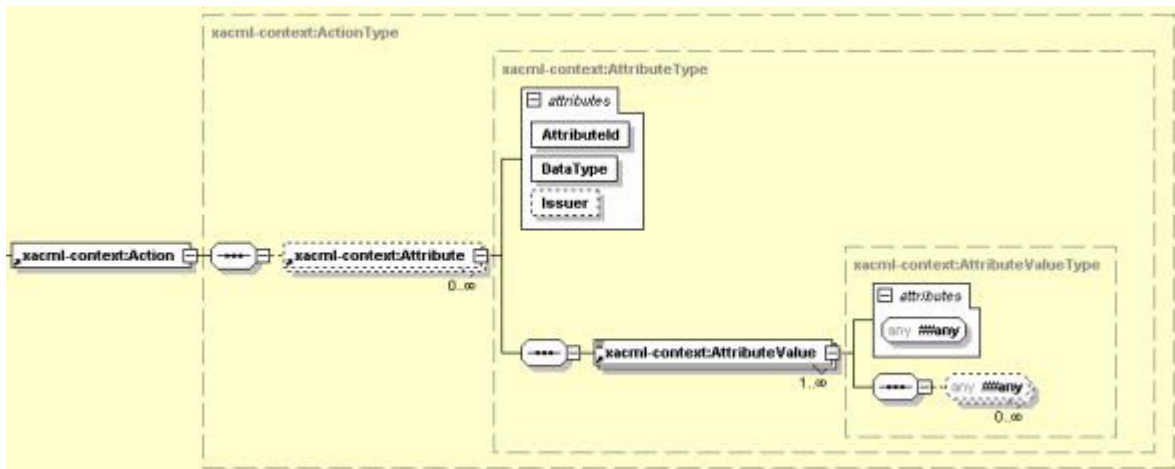 xacml-context:ActionType
xacml-context:AttributeType
attributes
AttributeId
DataType
Issuer
xacml-context:Action
xacml-context:Attribute
0..∞
xacml-context:AttributeValueType
attributes
any ##any
xacml-context:AttributeValue
1..∞
any ##any
0..∞